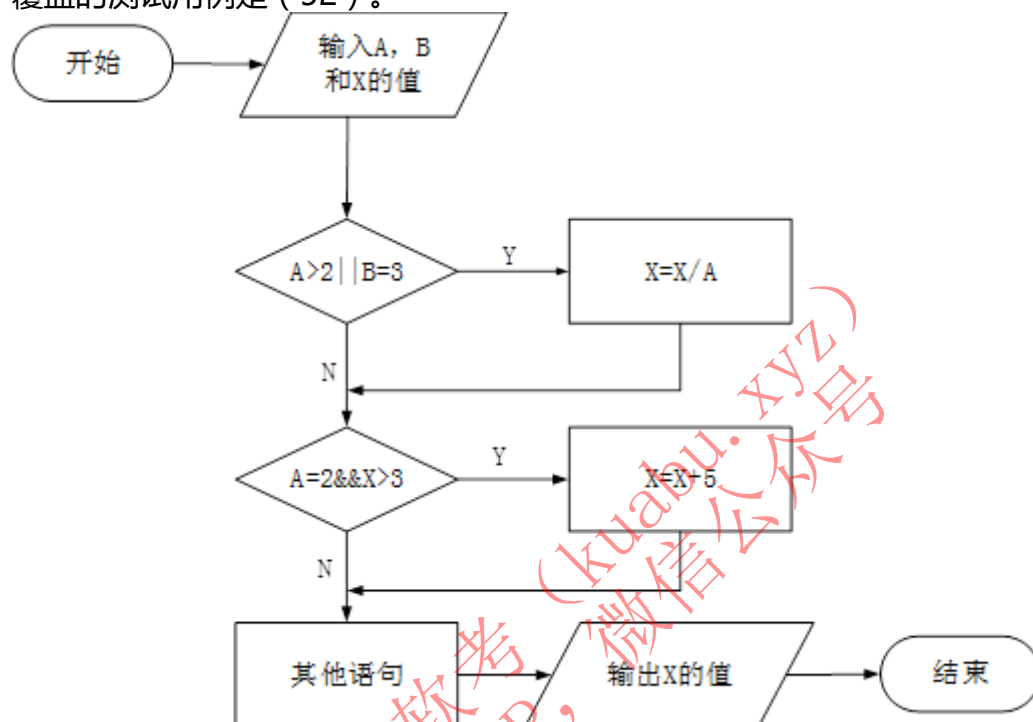 覆盖的测试用例是（32）。
开始
输入A，B
和X的值
A>2||B=3
Y
X=X/A
N
A=2&&X>3
Y
X=X+5
N
其他语句
输出X的值
结束
软考
（kuabu.xyz）
微信公众号